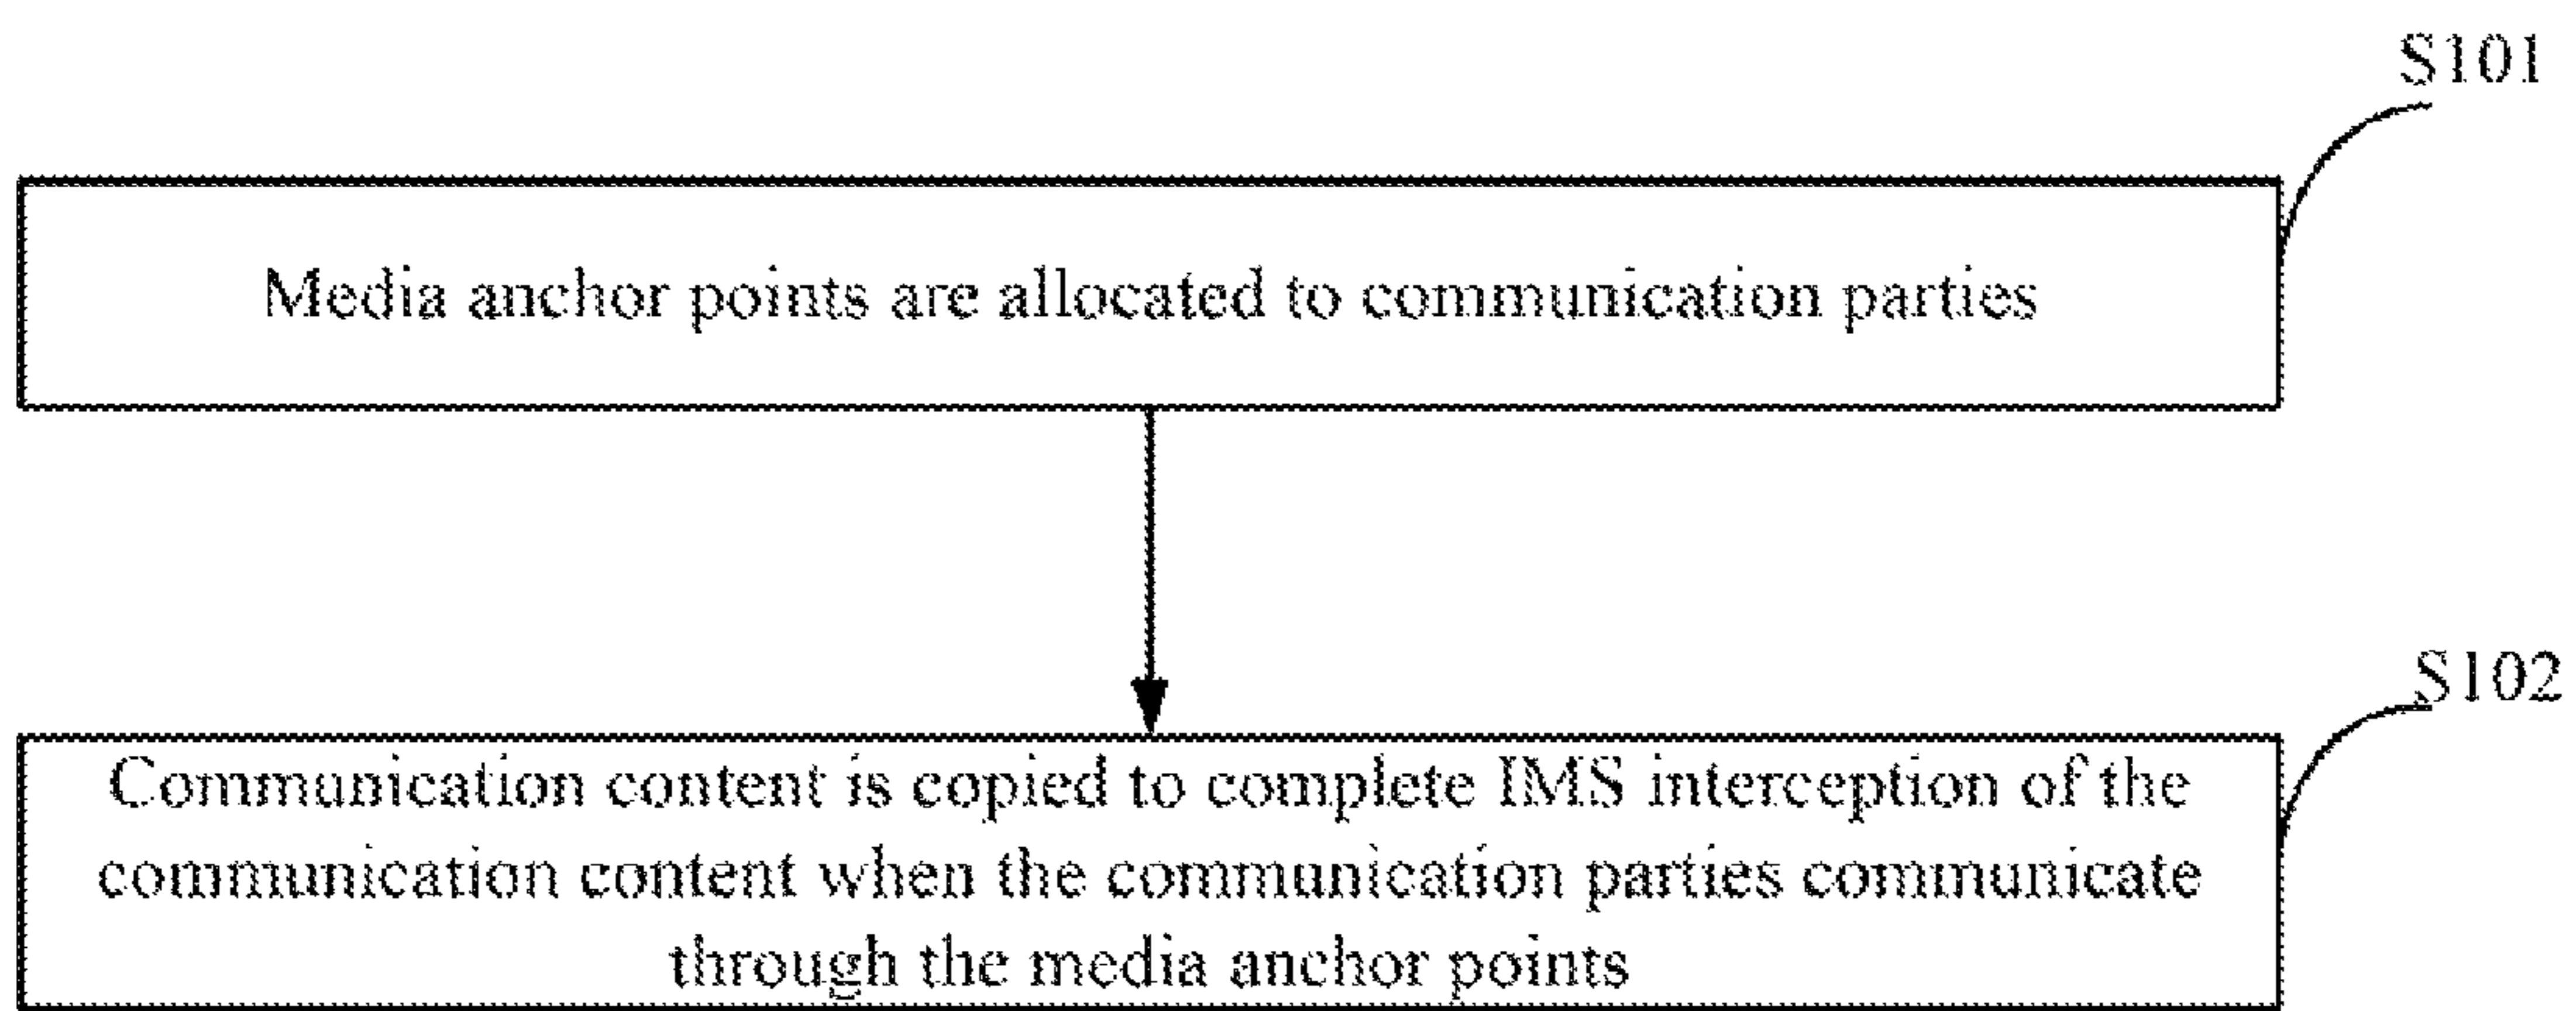 S101
Media anchor points are allocated to communication parties
S102
Communication content is copied to complete IMS interception of the
communication content when the communication parties communicate
through the media anchor points